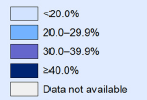 <20.0%
20.0–29.9%
30.0–39.9%
≥40.0%
Data not available